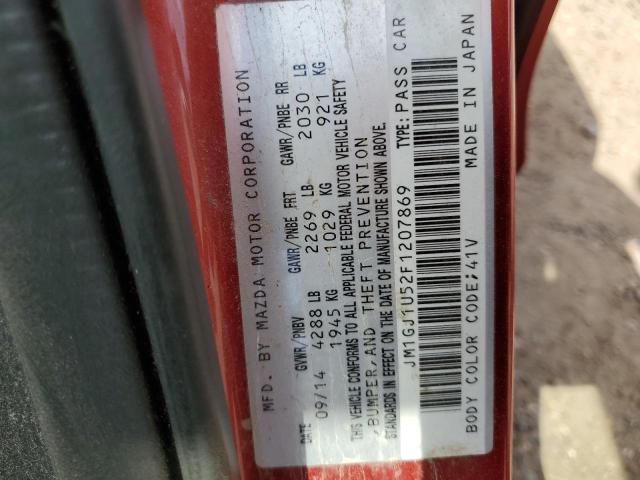 MFD. BY MAZDA MOTOR CORPORATION
DATE GVWR/PNBV GAWR/PNBE FRT GAWR/PNBE RR
09/14 4288 LB 2269 LB 2030 LB
1945 KG 1029 KG 921 KG
THIS VEHICLE CONFORMS TO ALL APPLICABLE FEDERAL MOTOR VEHICLE SAFETY
/BUMPER, AND THEFT PREVENTION
STANDARDS IN EFFECT ON THE DATE OF MANUFACTURE SHOWN ABOVE.
JM1GJ1U52F1207869 TYPE: PASS CAR
BODY COLOR CODE;41V MADE IN JAPAN